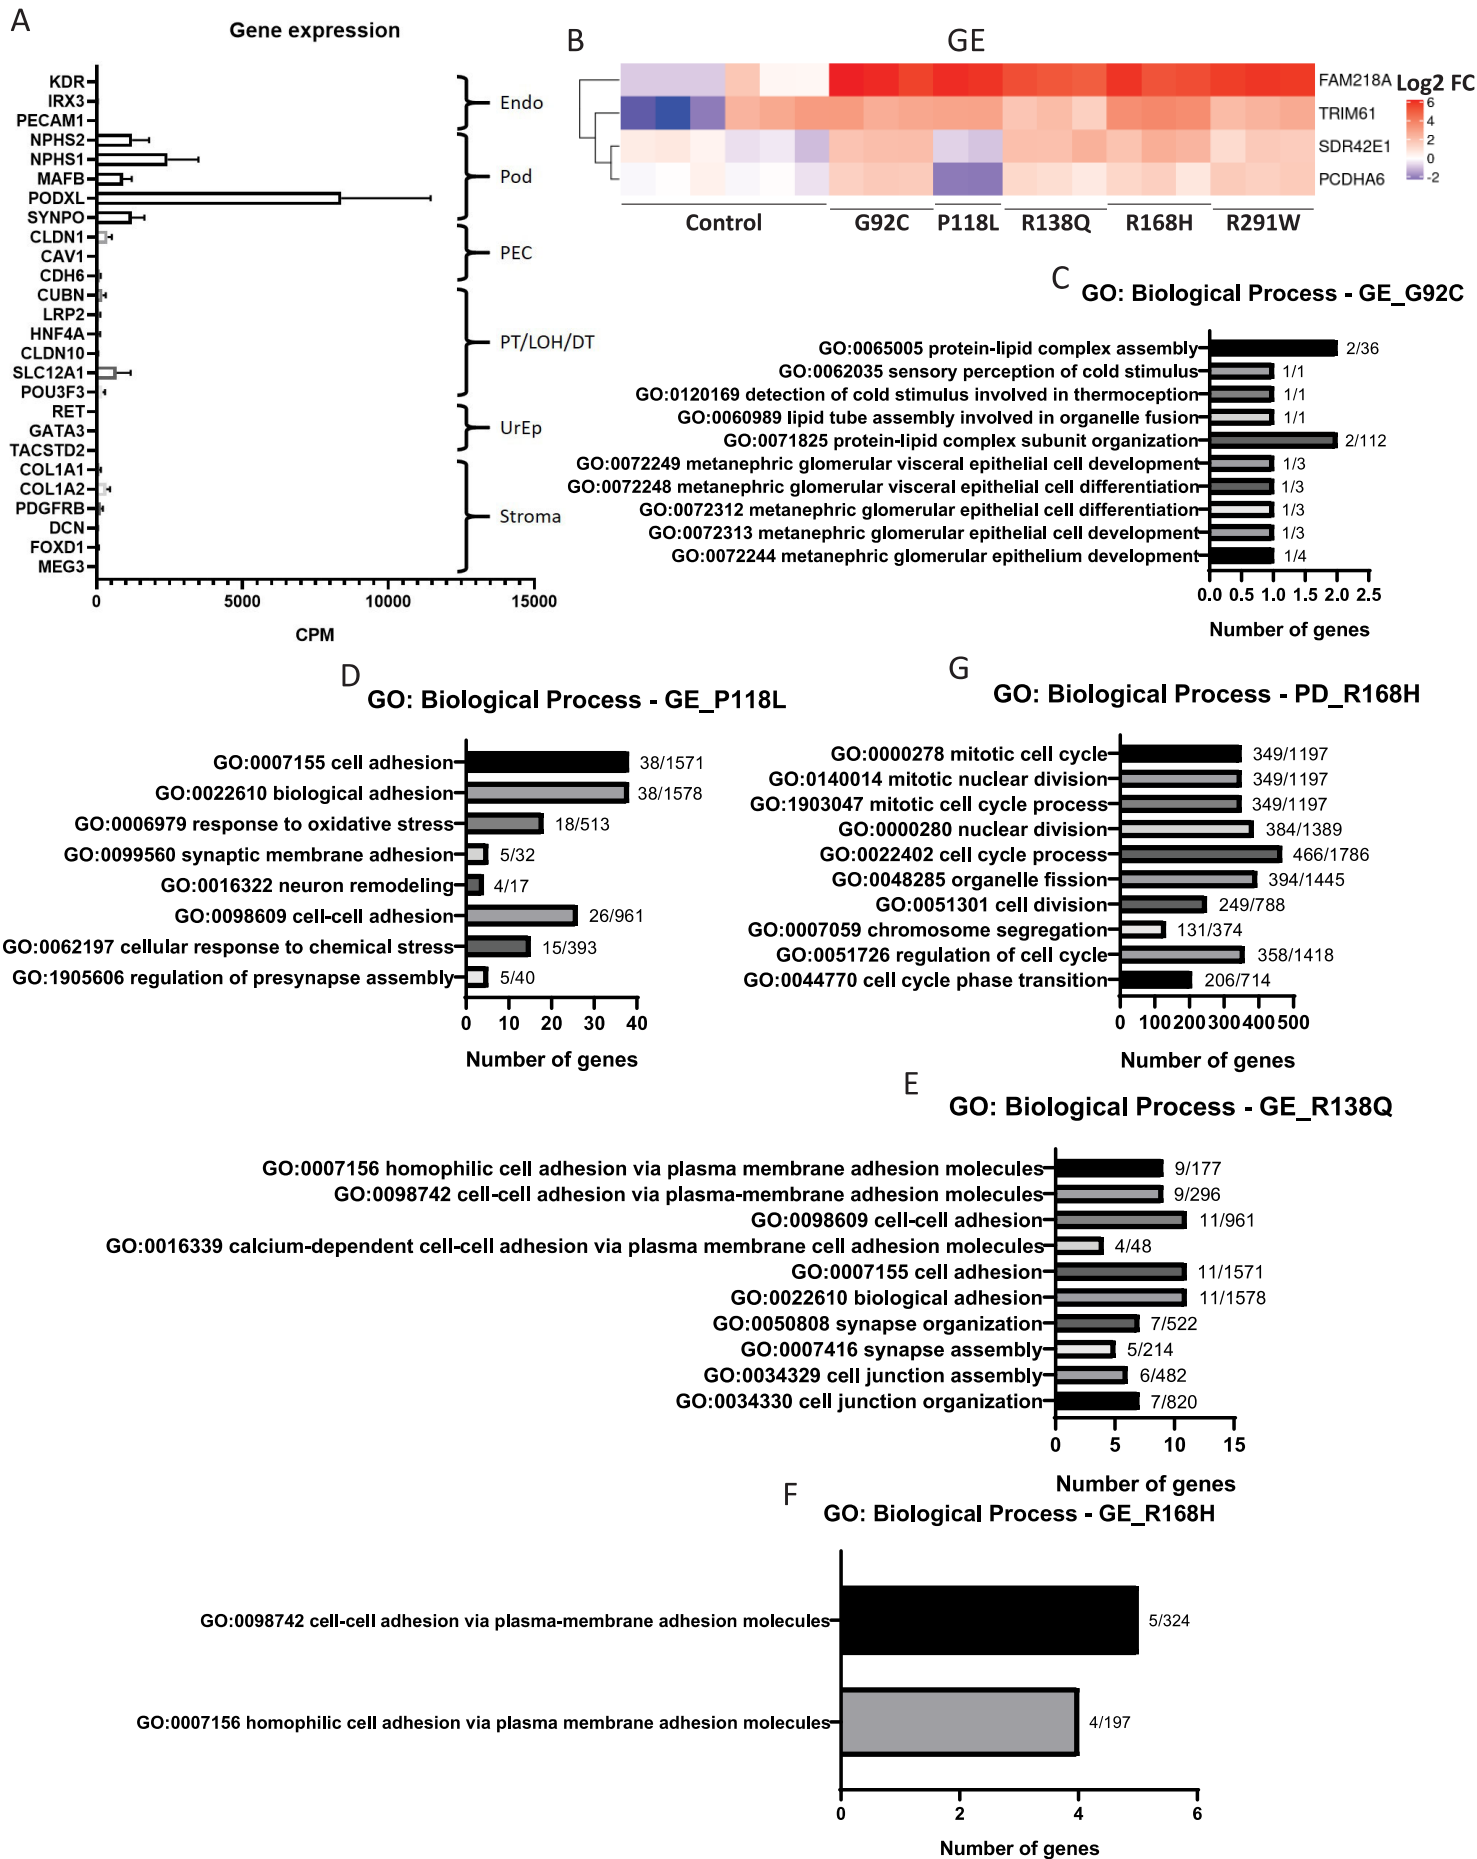 A
Gene expression
KDR
IRX3
PECAM1
NPHS2
NPHS1
MAFB
PODXL
SYNPO
CLDN1
CAV1
CDH6
CUBN
LRP2
HNF4A
CLDN10
SLC12A1
POU3F3
RET
GATA3
TACSTD2
COL1A1
COL1A2
PDGFRB
DCN
FOXD1
MEG3
Endo
Pod
PEC
PT/LOH/DT
UrEp
Stroma
0 5000 10000 15000
CPM
B
GE
FAM218A
TRIM61
SDR42E1
PCDHA6
Log2 FC
6
4
2
0
-2
Control G92C P118L R138Q R168H R291W
C
GO: Biological Process - GE_G92C
GO:0065005 protein-lipid complex assembly 2/36
GO:0062035 sensory perception of cold stimulus 1/1
GO:0120169 detection of cold stimulus involved in thermoception 1/1
GO:0060989 lipid tube assembly involved in organelle fusion 1/1
GO:0071825 protein-lipid complex subunit organization 2/112
GO:0072249 metanephric glomerular visceral epithelial cell development 1/3
GO:0072248 metanephric glomerular visceral epithelial cell differentiation 1/3
GO:0072312 metanephric glomerular epithelial cell differentiation 1/3
GO:0072313 metanephric glomerular epithelial cell development 1/3
GO:0072244 metanephric glomerular epithelium development 1/4
0.0 0.5 1.0 1.5 2.0 2.5
Number of genes
D
GO: Biological Process - GE_P118L
GO:0007155 cell adhesion 38/1571
GO:0022610 biological adhesion 38/1578
GO:0006979 response to oxidative stress 18/513
GO:0099560 synaptic membrane adhesion 5/32
GO:0016322 neuron remodeling 4/17
GO:0098609 cell-cell adhesion 26/961
GO:0062197 cellular response to chemical stress 15/393
GO:1905606 regulation of presynapse assembly 5/40
0 10 20 30 40
Number of genes
G
GO: Biological Process - PD_R168H
GO:0000278 mitotic cell cycle 349/1197
GO:0140014 mitotic nuclear division 349/1197
GO:1903047 mitotic cell cycle process 349/1197
GO:0000280 nuclear division 384/1389
GO:0022402 cell cycle process 466/1786
GO:0048285 organelle fission 394/1445
GO:0051301 cell division 249/788
GO:0007059 chromosome segregation 131/374
GO:0051726 regulation of cell cycle 358/1418
GO:0044770 cell cycle phase transition 206/714
0 100 200 300 400 500
Number of genes
E
GO: Biological Process - GE_R138Q
GO:0007156 homophilic cell adhesion via plasma membrane adhesion molecules 9/177
GO:0098742 cell-cell adhesion via plasma-membrane adhesion molecules 9/296
GO:0098609 cell-cell adhesion 11/961
GO:0016339 calcium-dependent cell-cell adhesion via plasma membrane cell adhesion molecules 4/48
GO:0007155 cell adhesion 11/1571
GO:0022610 biological adhesion 11/1578
GO:0050808 synapse organization 7/522
GO:0007416 synapse assembly 5/214
GO:0034329 cell junction assembly 6/482
GO:0034330 cell junction organization 7/820
0 5 10 15
Number of genes
F
GO: Biological Process - GE_R168H
GO:0098742 cell-cell adhesion via plasma-membrane adhesion molecules 5/324
GO:0007156 homophilic cell adhesion via plasma membrane adhesion molecules 4/197
0 2 4 6
Number of genes